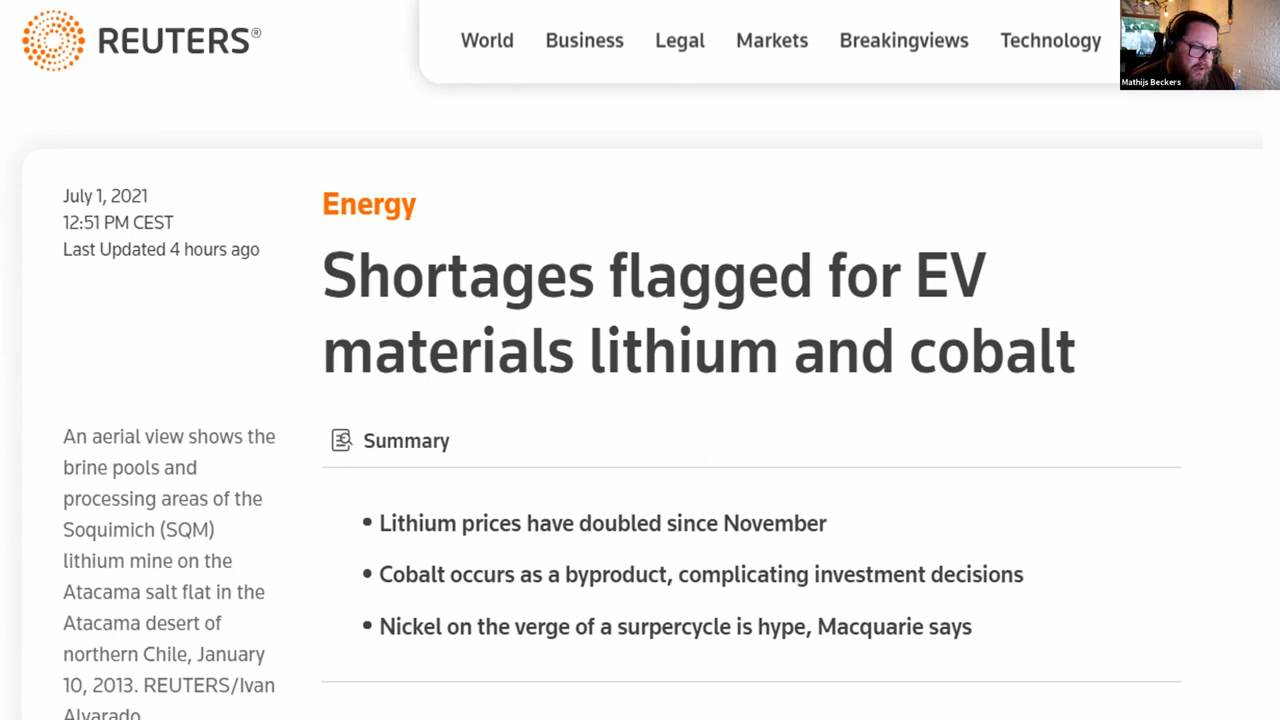 REUTERS®
World Business Legal Markets Breakingviews Technology
Mathijs Beckers
July 1, 2021
12:51 PM CEST
Last Updated 4 hours ago
Energy
Shortages flagged for EV
materials lithium and cobalt
An aerial view shows the
brine pools and
processing areas of the
Soquimich (SQM)
lithium mine on the
Atacama salt flat in the
Atacama desert of
northern Chile, January
10, 2013. REUTERS/Ivan
Alvarado
Summary
• Lithium prices have doubled since November
• Cobalt occurs as a byproduct, complicating investment decisions
• Nickel on the verge of a surpercycle is hype, Macquarie says